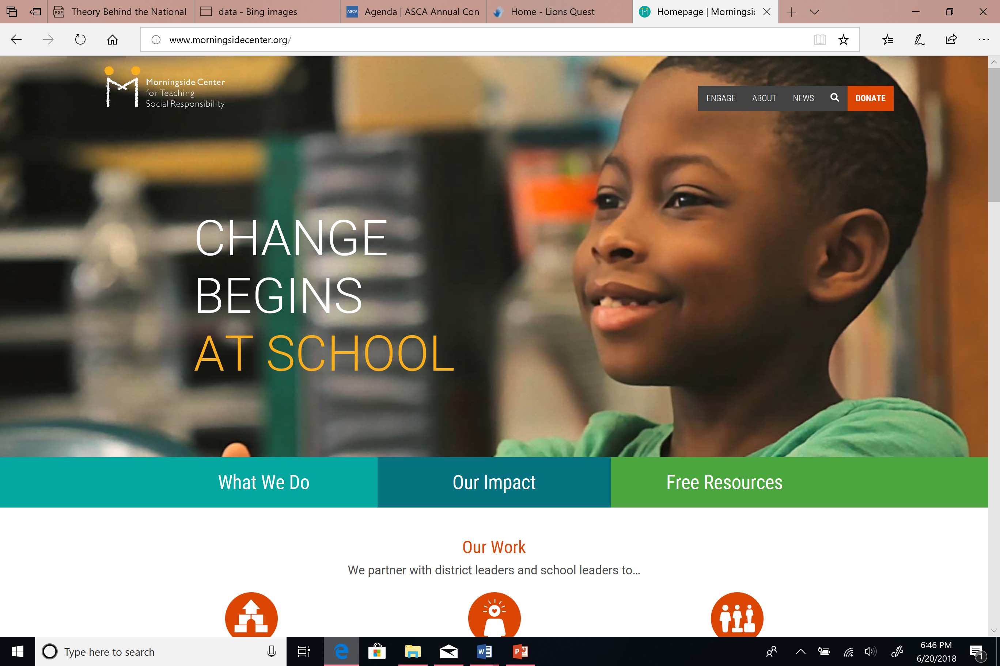 Theory Behind the National
data - Bing images
ASCA
Agenda | ASCA Annual Con
Home - Lions Quest
Homepage | Morningsi
www.morningsidecenter.org/
Morningside Center
for Teaching
Social Responsibility
ENGAGE ABOUT NEWS DONATE
CHANGE
BEGINS
AT SCHOOL
What We Do
Our Impact
Free Resources
Our Work
We partner with district leaders and school leaders to...
Type here to search
6:46 PM
6/20/2018
1